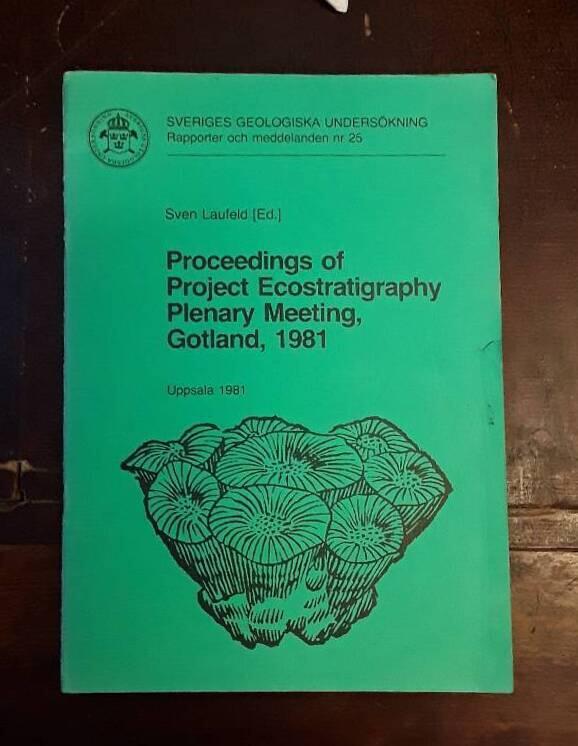 SVERIGES GEOLOGISKA UNDERSÖKNING
Rapporter och meddelanden nr 25
Sven Laufeld [Ed.]
Proceedings of
Project Ecostratigraphy
Plenary Meeting,
Gotland, 1981
Uppsala 1981